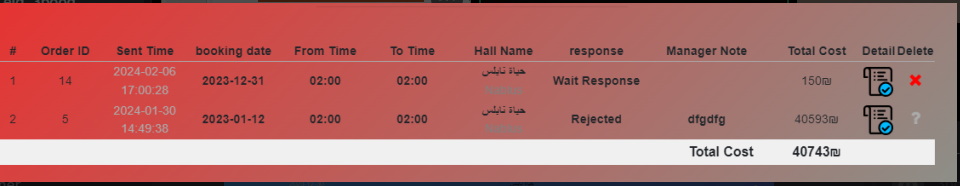 # Order ID Sent Time booking date From Time To Time Hall Name response Manager Note Total Cost Detail Delete
1 14 2024-02-06 17:00:28 2023-12-31 02:00 02:00 حياة نابلس Wait Response 150₪
2 5 2024-01-30 14:49:38 2023-01-12 02:00 02:00 حياة نابلس Rejected dfgdfg 40593₪ ?
Total Cost 40743₪